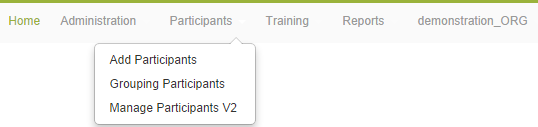 Home Administration Participants Training Reports demonstration_ORG
Add Participants
Grouping Participants
Manage Participants V2